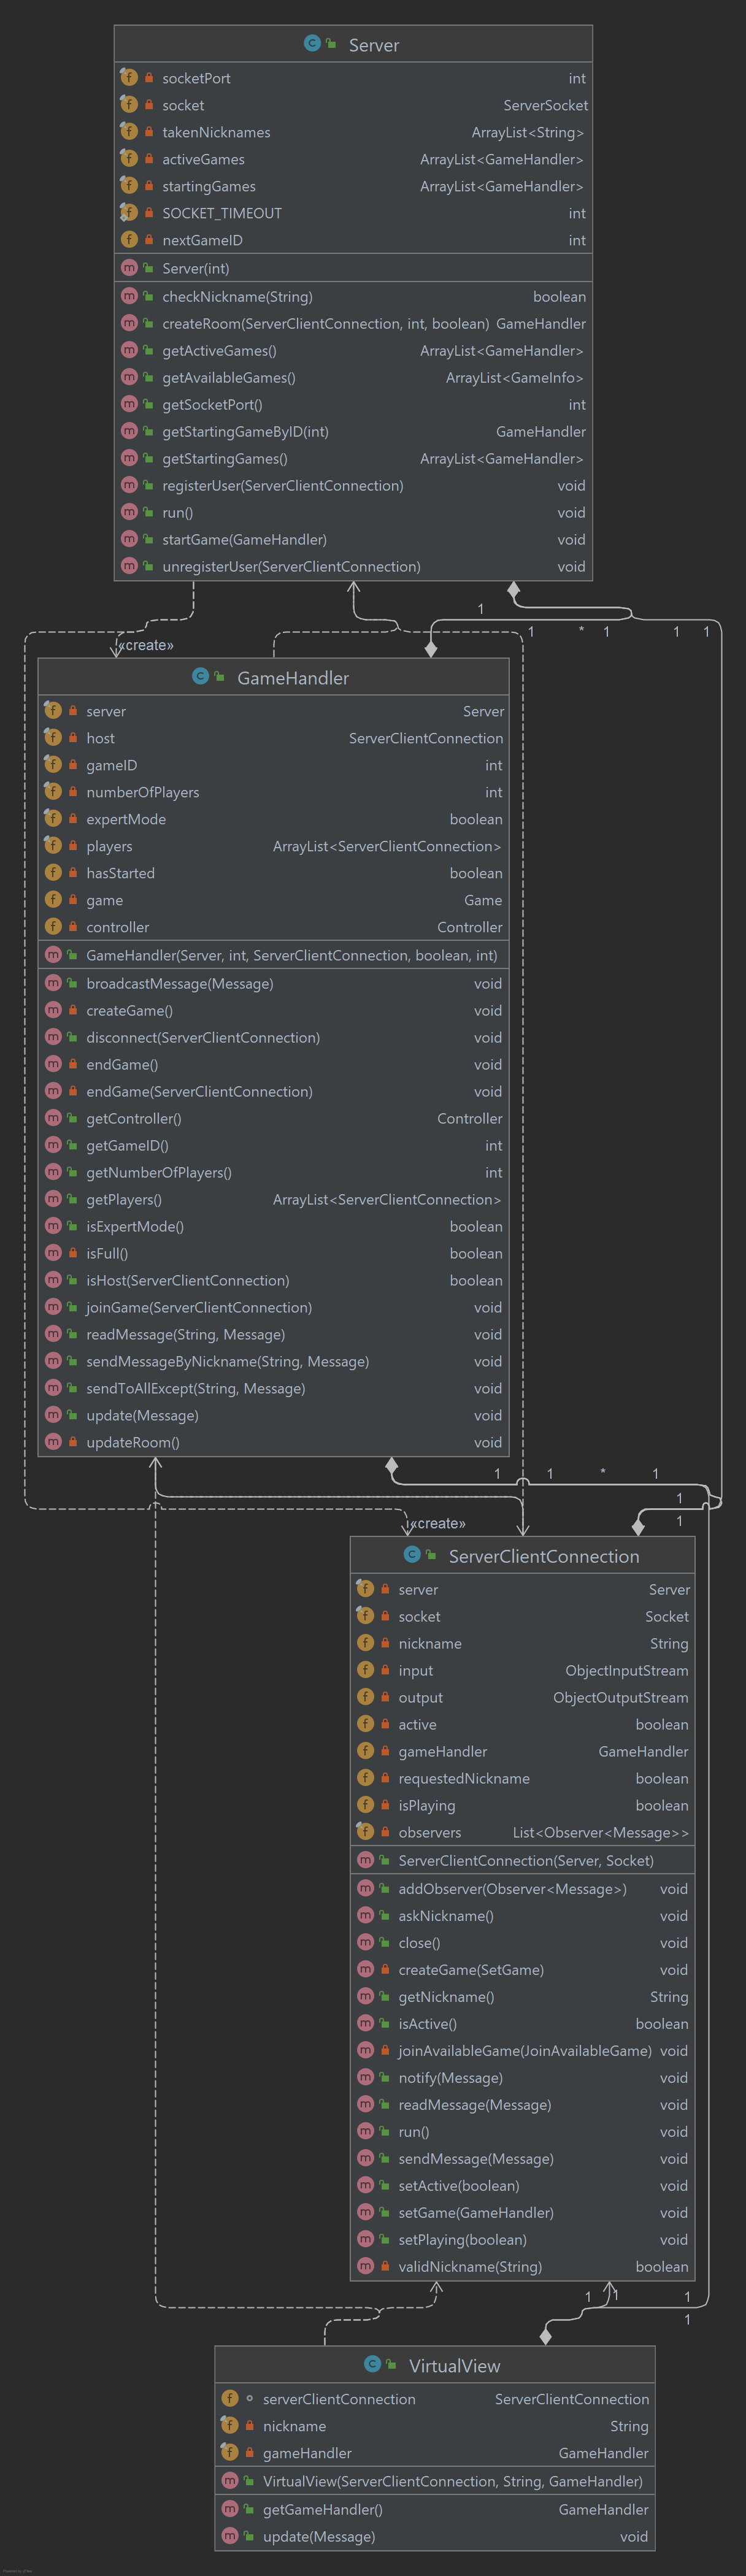 Server
socketPort int
socket ServerSocket
takenNicknames ArrayList<String>
activeGames ArrayList<GameHandler>
startingGames ArrayList<GameHandler>
SOCKET_TIMEOUT int
nextGameID int
Server(int)
checkNickname(String) boolean
createRoom(ServerClientConnection, int, boolean) GameHandler
getActiveGames() ArrayList<GameHandler>
getAvailableGames() ArrayList<GameInfo>
getSocketPort() int
getStartingGameByID(int) GameHandler
getStartingGames() ArrayList<GameHandler>
registerUser(ServerClientConnection) void
run() void
startGame(GameHandler) void
unregisterUser(ServerClientConnection) void
1
1 * 1 1 1
«create»
GameHandler
server Server
host ServerClientConnection
gameID int
numberOfPlayers int
expertMode boolean
players ArrayList<ServerClientConnection>
hasStarted boolean
game Game
controller Controller
GameHandler(Server, int, ServerClientConnection, boolean, int)
broadcastMessage(Message) void
createGame() void
disconnect(ServerClientConnection) void
endGame() void
endGame(ServerClientConnection) void
getController() Controller
getGameID() int
getNumberOfPlayers() int
getPlayers() ArrayList<ServerClientConnection>
isExpertMode() boolean
isFull() boolean
isHost(ServerClientConnection) boolean
joinGame(ServerClientConnection) void
readMessage(String, Message) void
sendMessageByNickname(String, Message) void
sendToAllExcept(String, Message) void
update(Message) void
updateRoom() void
1 1 * 1
1
«create» 1
ServerClientConnection
server Server
socket Socket
nickname String
input ObjectInputStream
output ObjectOutputStream
active boolean
gameHandler GameHandler
requestedNickname boolean
isPlaying boolean
observers List<Observer<Message>>
ServerClientConnection(Server, Socket)
addObserver(Observer<Message>) void
askNickname() void
close() void
createGame(SetGame) void
getNickname() String
isActive() boolean
joinAvailableGame(JoinAvailableGame) void
notify(Message) void
readMessage(Message) void
run() void
sendMessage(Message) void
setActive(boolean) void
setGame(GameHandler) void
setPlaying(boolean) void
validNickname(String) boolean
1 1 1
1
VirtualView
serverClientConnection ServerClientConnection
nickname String
gameHandler GameHandler
VirtualView(ServerClientConnection, String, GameHandler)
getGameHandler() GameHandler
update(Message) void